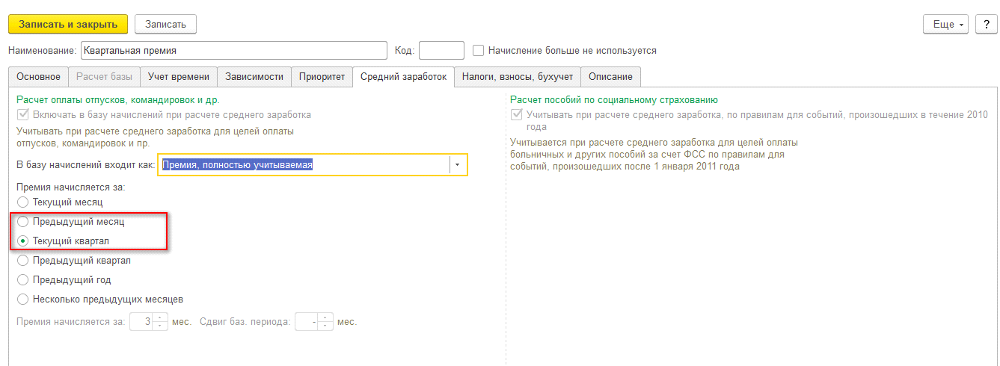 Записать и закрыть
Записать
Еще
?
Наименование: Квартальная премия
Код:
Начисление больше не используется
Основное
Расчет базы
Учет времени
Зависимости
Приоритет
Средний заработок
Налоги, взносы, бухучет
Описание
Расчет оплаты отпусков, командировок и др.
Включать в базу начислений при расчете среднего заработка
Учитывать при расчете среднего заработка для целей оплаты
отпусков, командировок и пр.
В базу начислений входит как: Премия, полностью учитываемая
Премия начисляется за:
Текущий месяц
Предыдущий месяц
Текущий квартал
Предыдущий квартал
Предыдущий год
Несколько предыдущих месяцев
Премия начисляется за: 3 мес. Сдвиг баз. периода: - мес.
Расчет пособий по социальному страхованию
Учитывать при расчете среднего заработка, по правилам для событий, произошедших в течение 2010
года
Учитывается при расчете среднего заработка для целей оплаты
больничных и других пособий за счет ФСС по правилам для
событий, произошедших после 1 января 2011 года